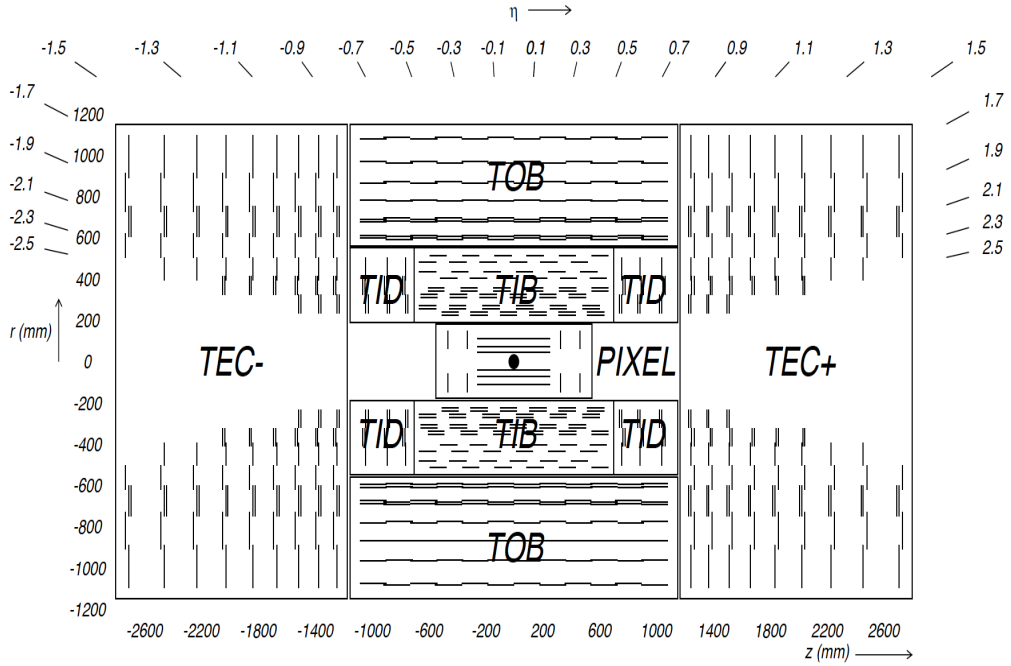 η
-1.5 -1.3 -1.1 -0.9 -0.7 -0.5 -0.3 -0.1 0.1 0.3 0.5 0.7 0.9 1.1 1.3 1.5
-1.7 1.7
1200
-1.9 1000 1.9
TOB
-2.1 800 2.1
-2.3 600 2.3
-2.5 2.5
400
TID TIB TID
200
r (mm)
0 TEC- PIXEL TEC+
-200
-400 TID TIB TID
-600
-800
TOB
-1000
-1200
-2600 -2200 -1800 -1400 -1000 -600 -200 200 600 1000 1400 1800 2200 2600
z (mm)